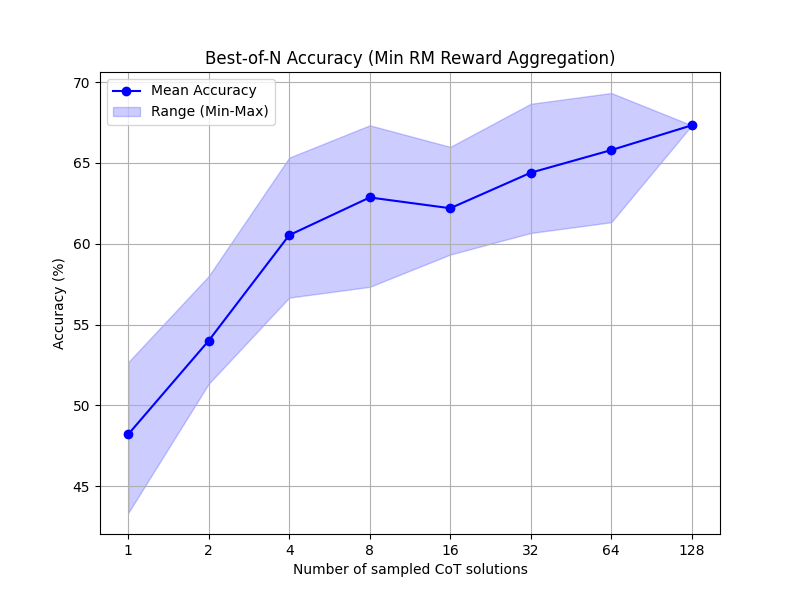 Best-of-N Accuracy (Min RM Reward Aggregation)
Mean Accuracy
Range (Min-Max)
70
65
60
55
50
45
Accuracy (%)
1 2 4 8 16 32 64 128
Number of sampled CoT solutions